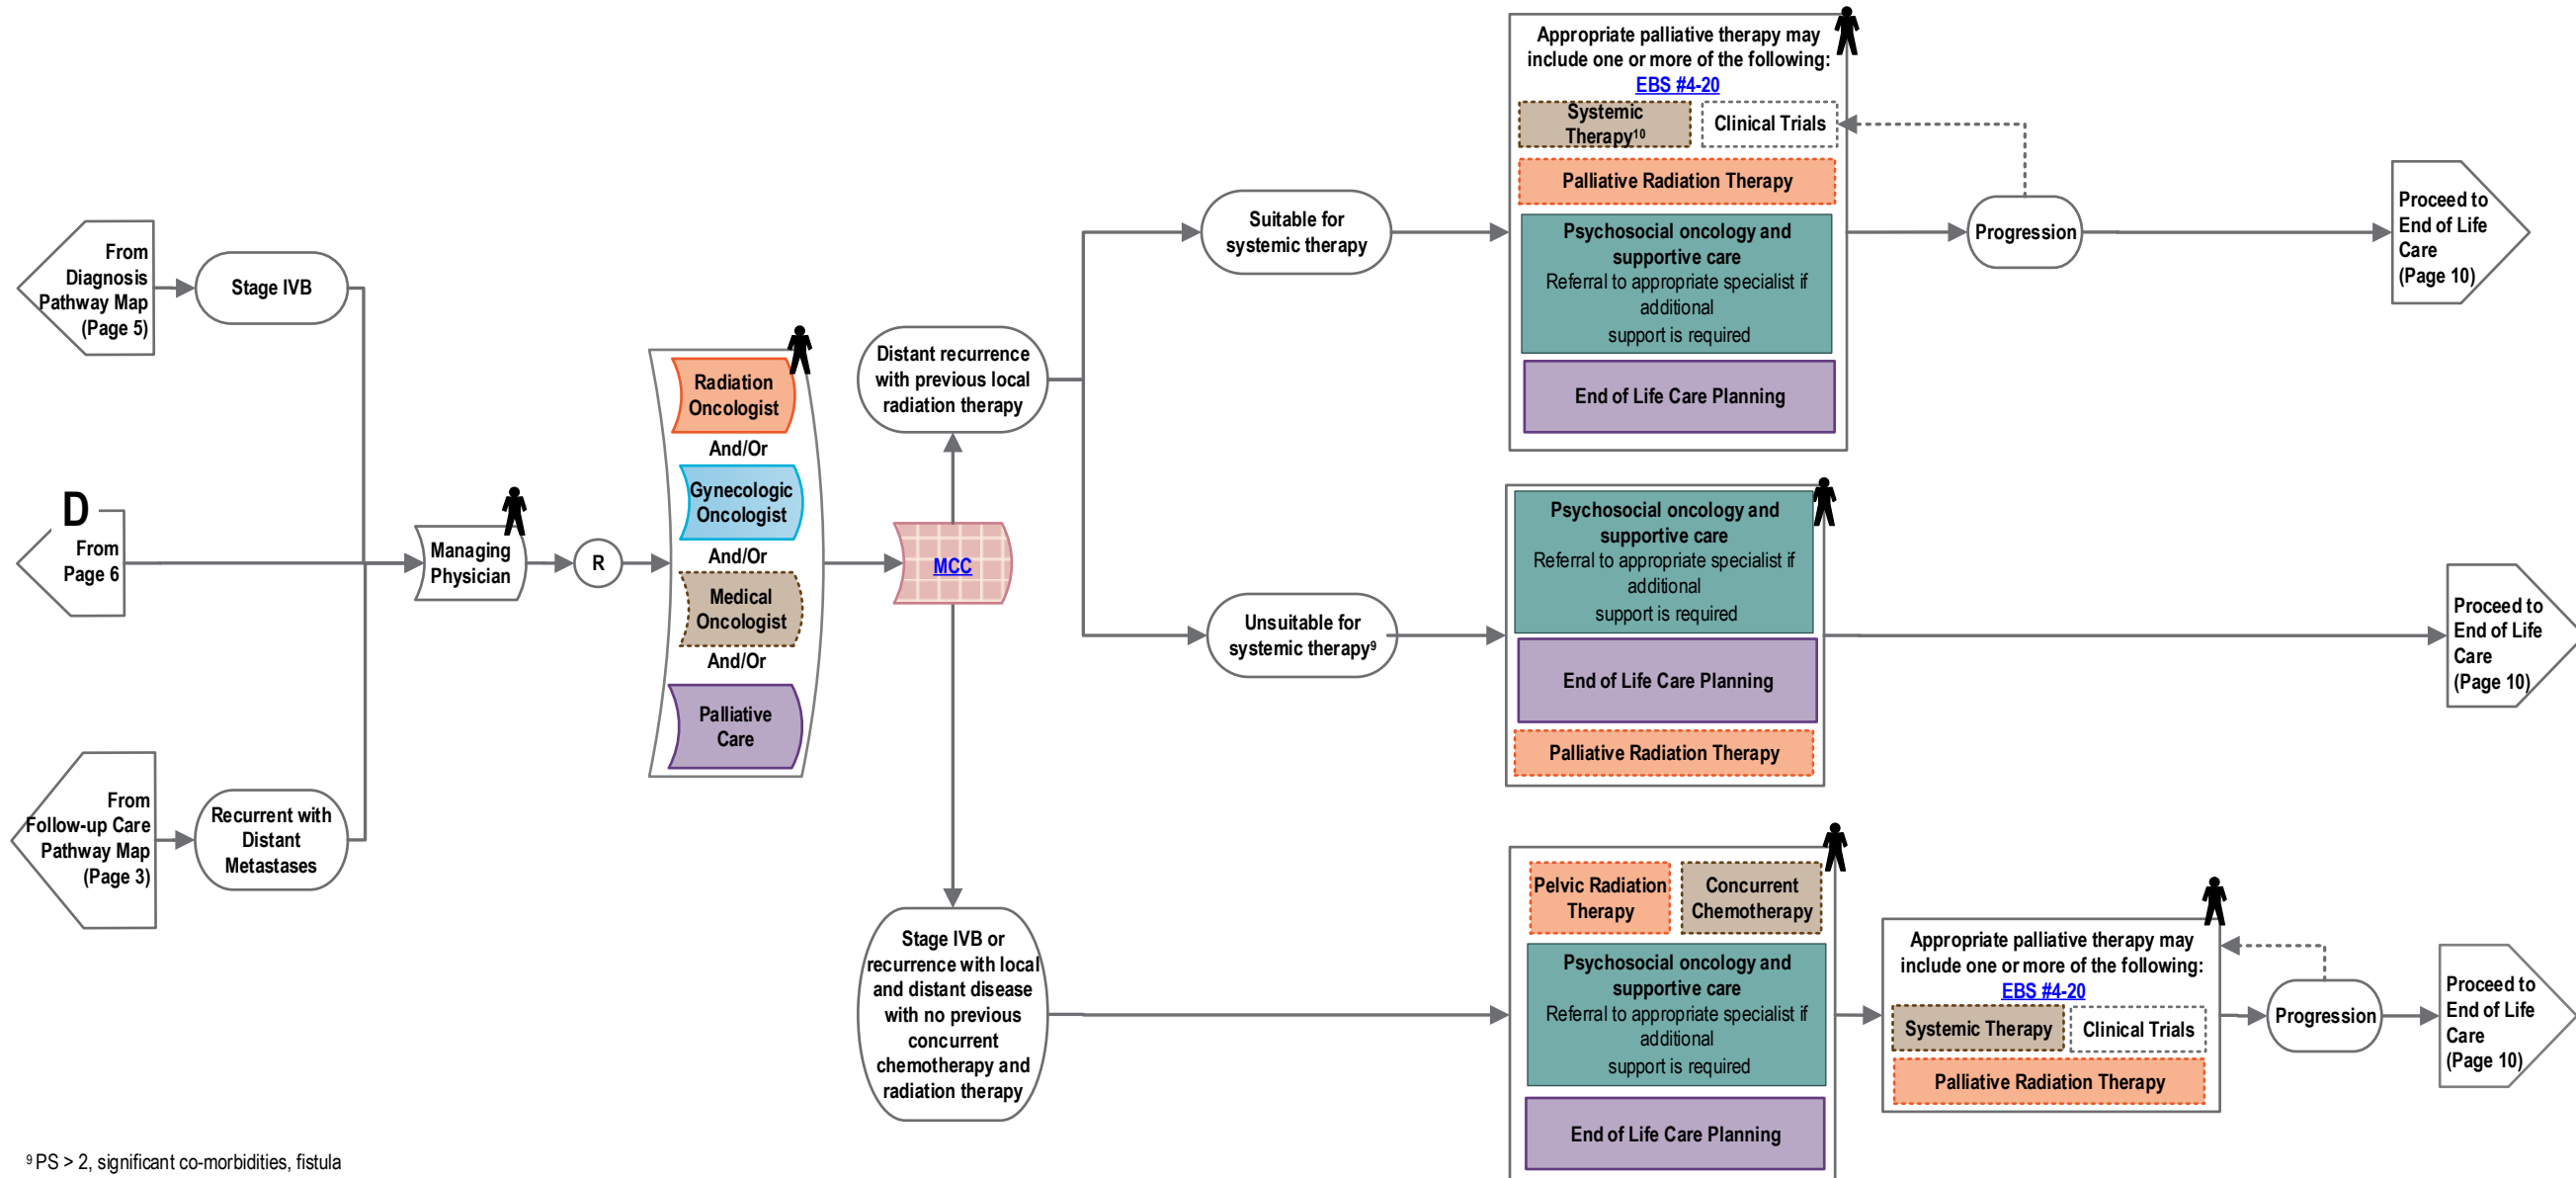 From
Diagnosis
Pathway Map
(Page 5)
Stage IVB
D
From
Page 6
From
Follow-up Care
Pathway Map
(Page 3)
Recurrent with
Distant
Metastases
Managing
Physician
R
Radiation
Oncologist
And/Or
Gynecologic
Oncologist
And/Or
Medical
Oncologist
And/Or
Palliative
Care
MCC
Distant recurrence
with previous local
radiation therapy
Stage IVB or
recurrence with local
and distant disease
with no previous
concurrent
chemotherapy and
radiation therapy
Suitable for
systemic therapy
Appropriate palliative therapy may
include one or more of the following:
EBS #4-20
Systemic
Therapy¹⁰
Clinical Trials
Palliative Radiation Therapy
Psychosocial oncology and
supportive care
Referral to appropriate specialist if
additional
support is required
End of Life Care Planning
Progression
Proceed to
End of Life
Care
(Page 10)
Unsuitable for
systemic therapy⁹
Psychosocial oncology and
supportive care
Referral to appropriate specialist if
additional
support is required
End of Life Care Planning
Palliative Radiation Therapy
Proceed to
End of Life
Care
(Page 10)
Pelvic Radiation
Therapy
Concurrent
Chemotherapy
Psychosocial oncology and
supportive care
Referral to appropriate specialist if
additional
support is required
End of Life Care Planning
Appropriate palliative therapy may
include one or more of the following:
EBS #4-20
Systemic Therapy
Clinical Trials
Palliative Radiation Therapy
Progression
Proceed to
End of Life
Care
(Page 10)
⁹ PS > 2, significant co-morbidities, fistula